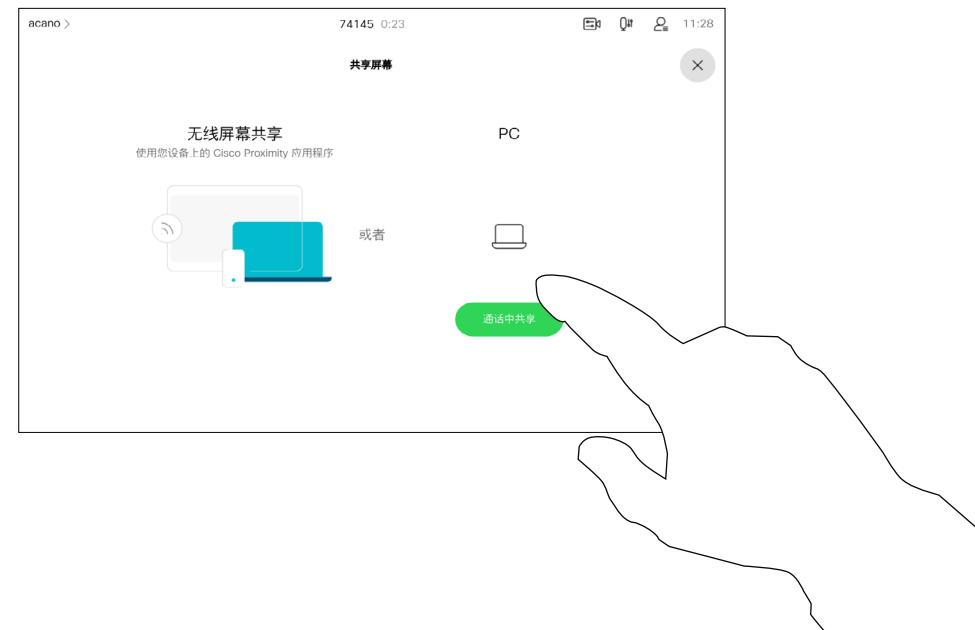 acano >
74145 0:23
11:28
共享屏幕
无线屏幕共享
使用您设备上的 Cisco Proximity 应用程序
PC
或者
通话中共享